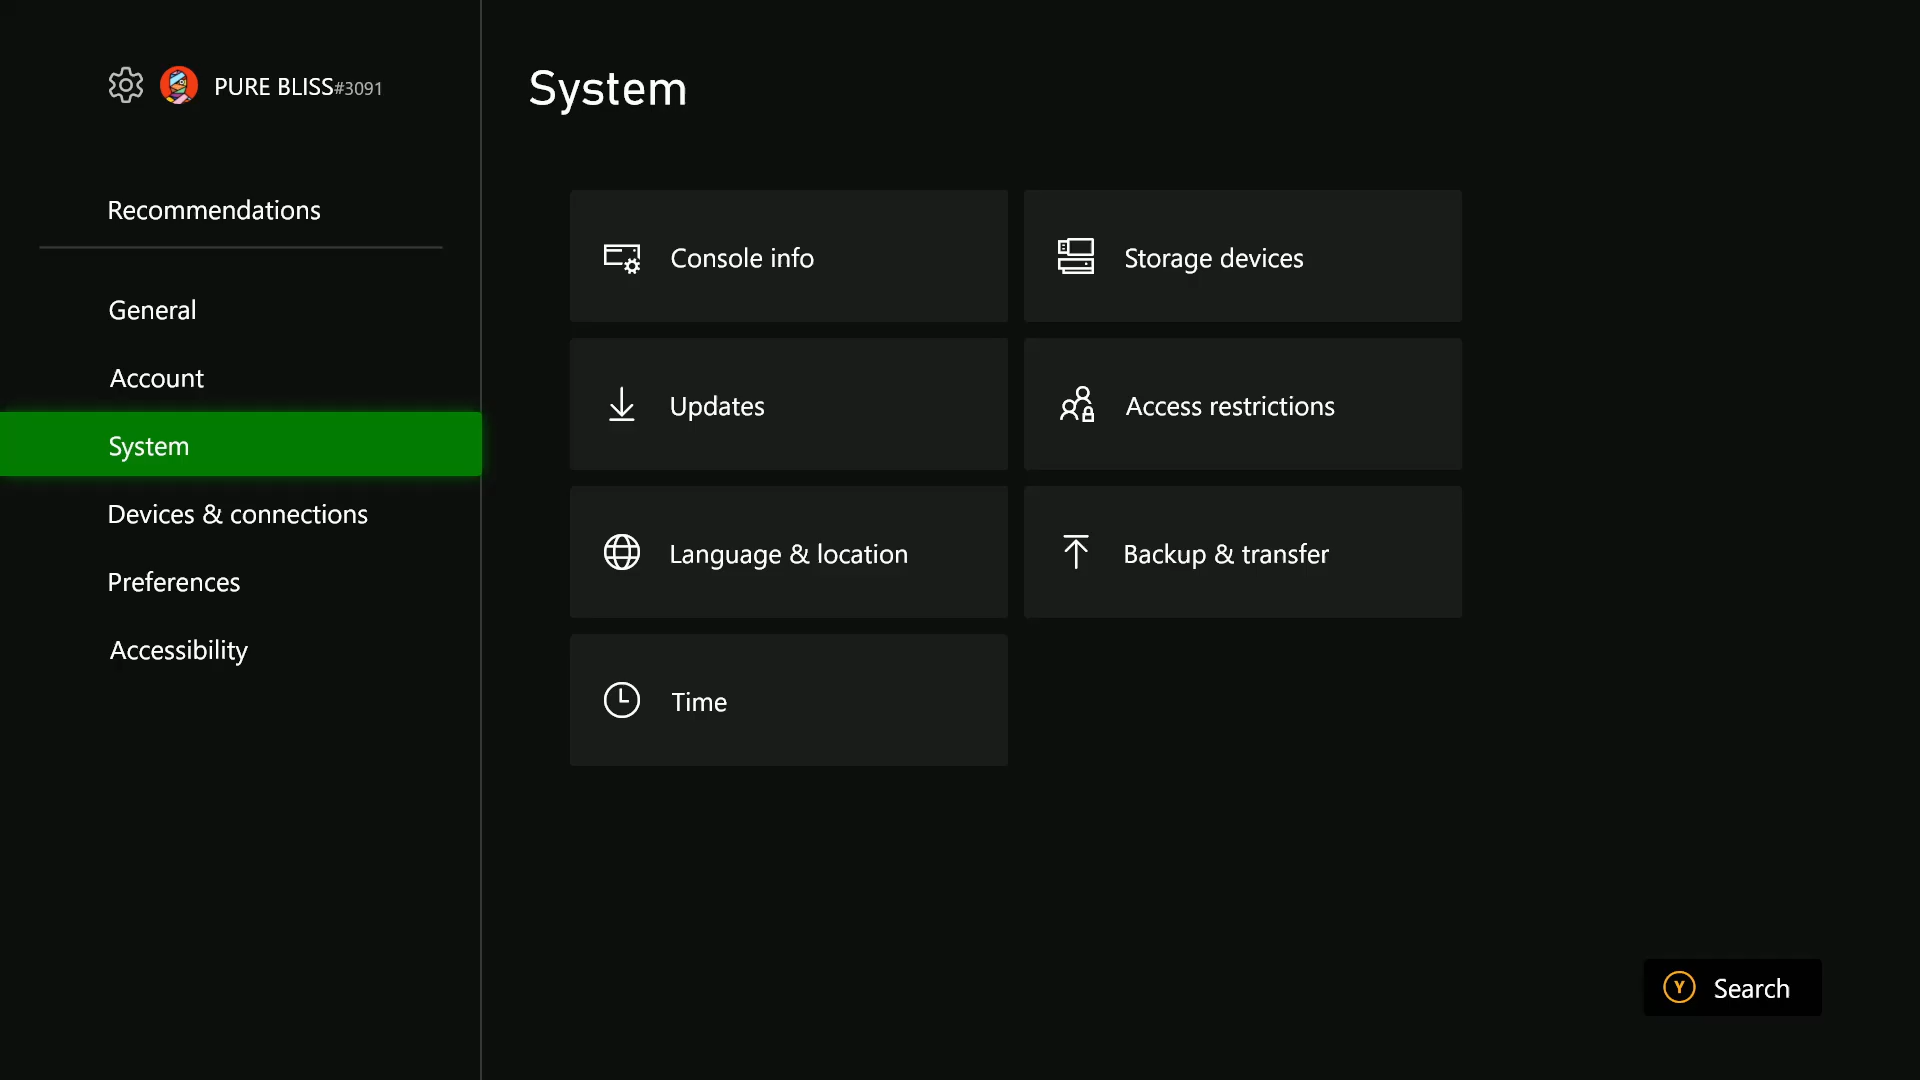 PURE BLISS#3091
Recommendations
General
Account
System
Devices & connections
Preferences
Accessibility
System
Console info
Storage devices
Updates
Access restrictions
Language & location
Backup & transfer
Time
Y Search